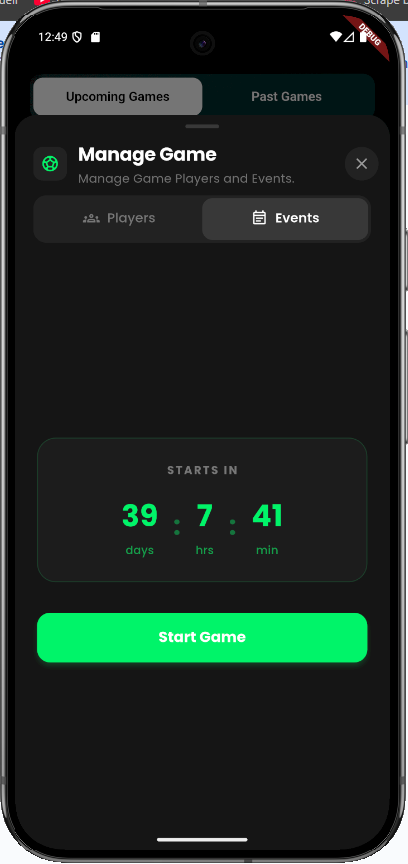 12:49
DEBUG
Upcoming Games
Past Games
Manage Game
Manage Game Players and Events.
Players
Events
STARTS IN
39 : 7 : 41
days hrs min
Start Game